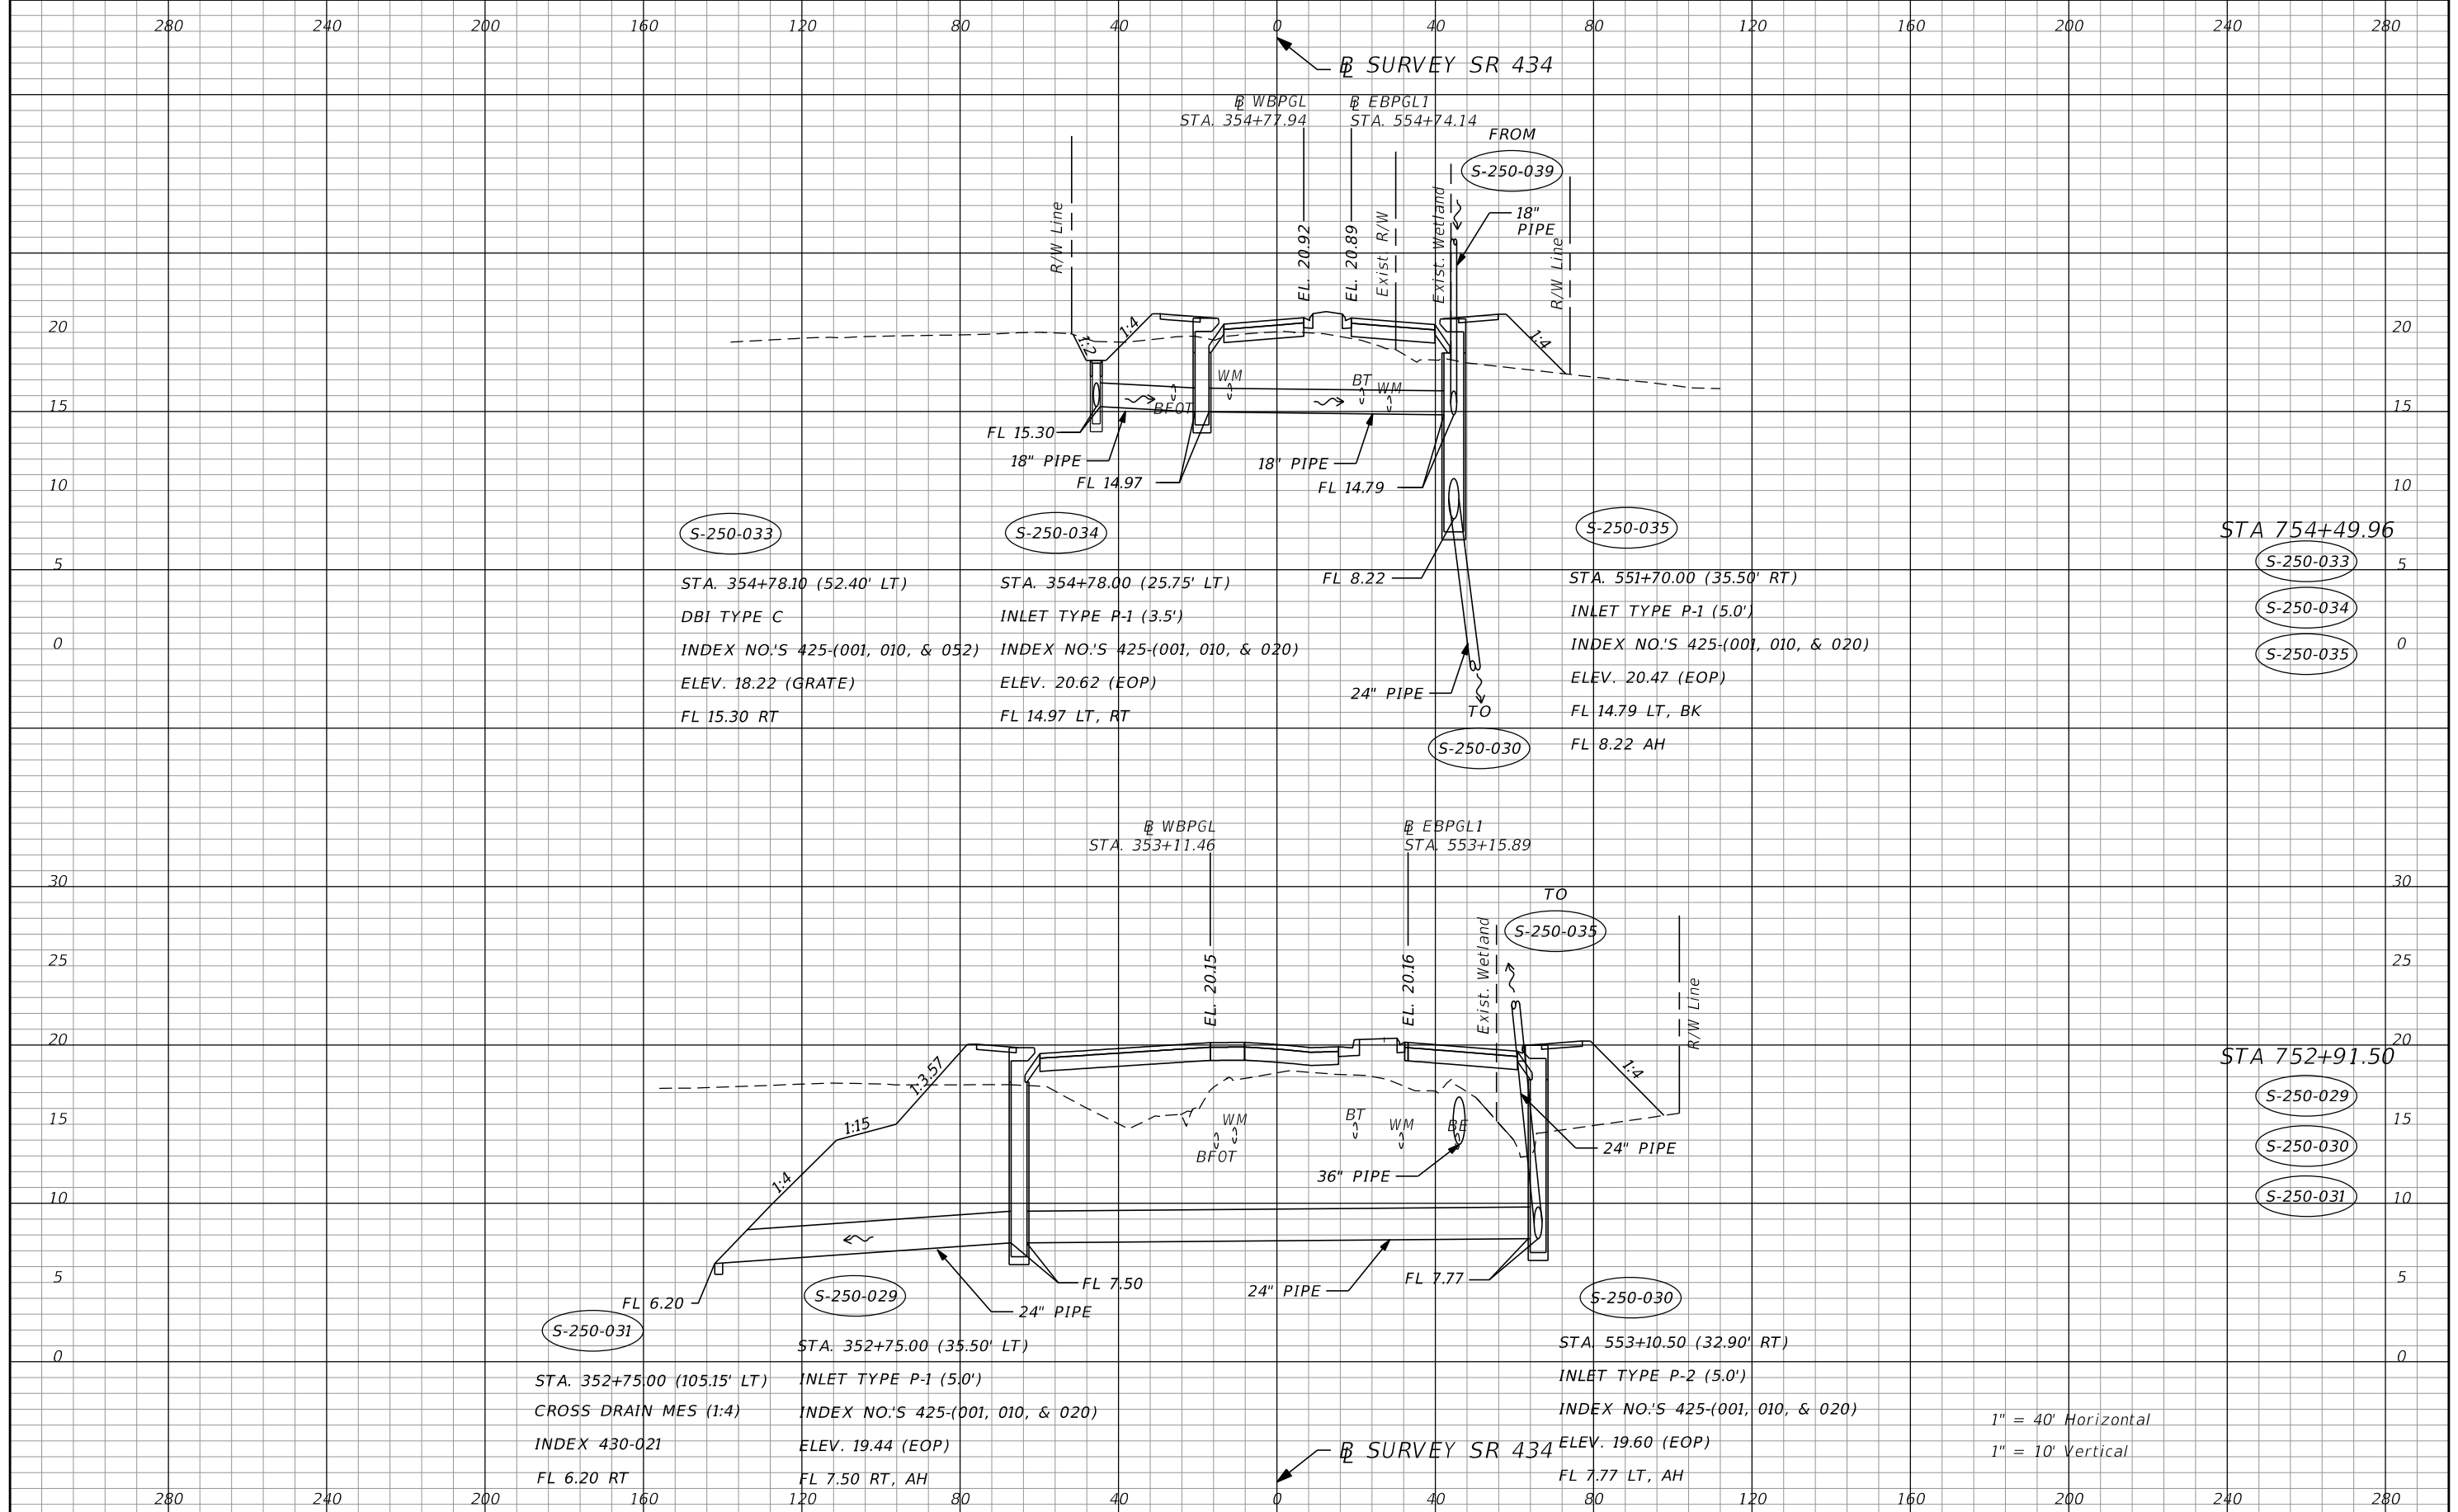 280 240 200 160 120 80 40 0 40 80 120 160 200 240 280
BL SURVEY SR 434
BL WBPGL
STA. 354+77.94
BL EBPGL1
STA. 554+74.14
FROM
S-250-039
18"
PIPE
R/W Line
EL. 20.92
EL. 20.89
Exist R/W
Exist. Wetland
R/W Line
20
15
10
5
0
20
15
10
5
0
1:2
1:4
1:4
WM
BFOT
BT
WM
FL 15.30
18" PIPE
FL 14.97
18" PIPE
FL 14.79
FL 8.22
24" PIPE
TO
S-250-030
S-250-033
STA. 354+78.10 (52.40' LT)
DBI TYPE C
INDEX NO.'S 425-(001, 010, & 052)
ELEV. 18.22 (GRATE)
FL 15.30 RT
S-250-034
STA. 354+78.00 (25.75' LT)
INLET TYPE P-1 (3.5')
INDEX NO.'S 425-(001, 010, & 020)
ELEV. 20.62 (EOP)
FL 14.97 LT, RT
S-250-035
STA. 551+70.00 (35.50' RT)
INLET TYPE P-1 (5.0')
INDEX NO.'S 425-(001, 010, & 020)
ELEV. 20.47 (EOP)
FL 14.79 LT, BK
FL 8.22 AH
STA 754+49.96
S-250-033
S-250-034
S-250-035
BL WBPGL
STA. 353+11.46
BL EBPGL1
STA. 553+15.89
TO
S-250-035
EL. 20.15
EL. 20.16
Exist. Wetland
R/W Line
30
25
20
15
10
5
0
30
25
20
15
10
5
0
1:3.57
1:15
1:4
1:4
WM
BFOT
BT
WM
BE
24" PIPE
36" PIPE
FL 7.50
24" PIPE
FL 7.77
24" PIPE
FL 6.20
S-250-031
STA. 352+75.00 (105.15' LT)
CROSS DRAIN MES (1:4)
INDEX 430-021
FL 6.20 RT
S-250-029
STA. 352+75.00 (35.50' LT)
INLET TYPE P-1 (5.0')
INDEX NO.'S 425-(001, 010, & 020)
ELEV. 19.44 (EOP)
FL 7.50 RT, AH
S-250-030
STA. 553+10.50 (32.90' RT)
INLET TYPE P-2 (5.0')
INDEX NO.'S 425-(001, 010, & 020)
ELEV. 19.60 (EOP)
FL 7.77 LT, AH
STA 752+91.50
S-250-029
S-250-030
S-250-031
BL SURVEY SR 434
1" = 40' Horizontal
1" = 10' Vertical
280 240 200 160 120 80 40 0 40 80 120 160 200 240 280